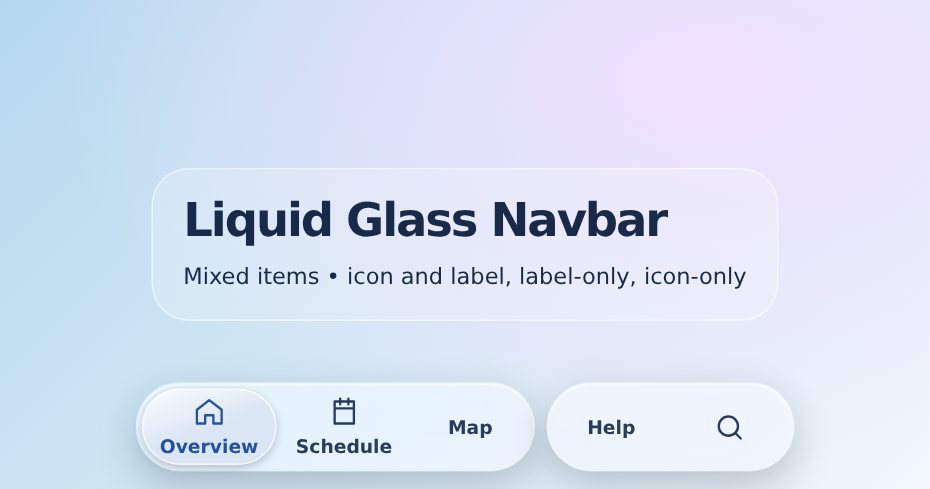 Liquid Glass Navbar
Mixed items • icon and label, label-only, icon-only
Overview
Schedule
Map
Help